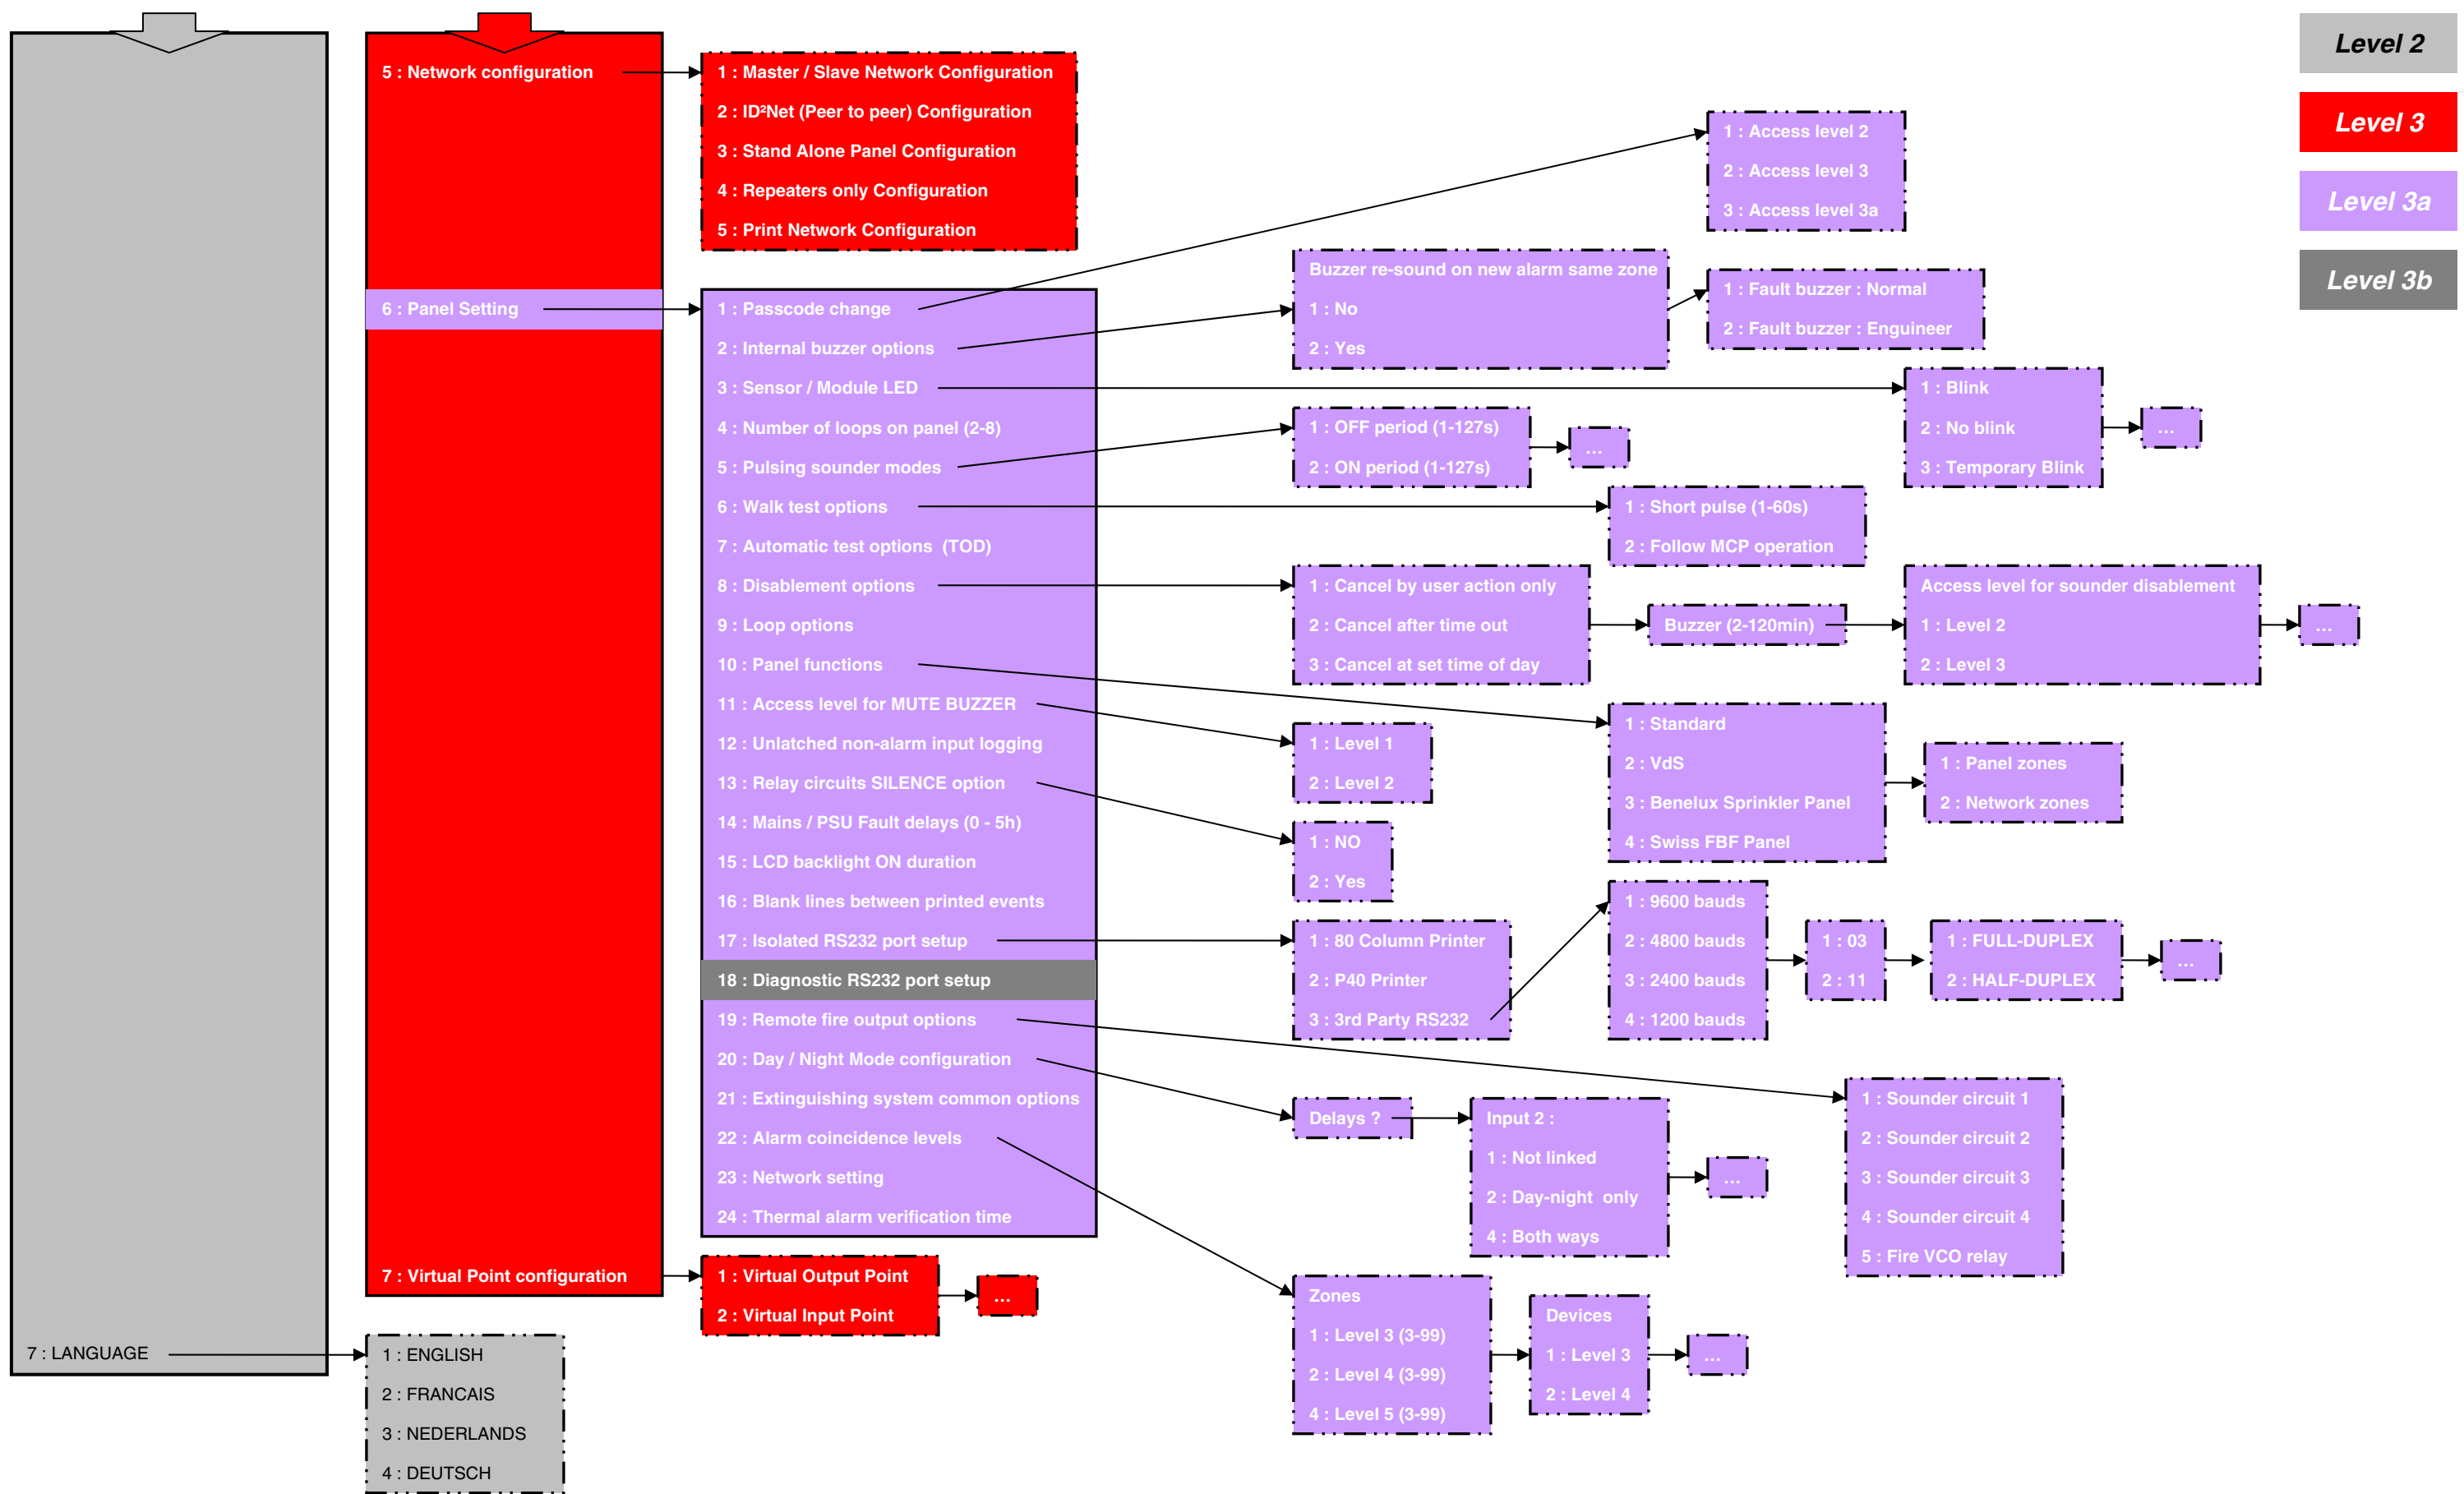 Level 2
Level 3
Level 3a
Level 3b
5 : Network configuration
1 : Master / Slave Network Configuration
2 : ID²Net (Peer to peer) Configuration
3 : Stand Alone Panel Configuration
4 : Repeaters only Configuration
5 : Print Network Configuration
6 : Panel Setting
1 : Passcode change
2 : Internal buzzer options
3 : Sensor / Module LED
4 : Number of loops on panel (2-8)
5 : Pulsing sounder modes
6 : Walk test options
7 : Automatic test options (TOD)
8 : Disablement options
9 : Loop options
10 : Panel functions
11 : Access level for MUTE BUZZER
12 : Unlatched non-alarm input logging
13 : Relay circuits SILENCE option
14 : Mains / PSU Fault delays (0 - 5h)
15 : LCD backlight ON duration
16 : Blank lines between printed events
17 : Isolated RS232 port setup
18 : Diagnostic RS232 port setup
19 : Remote fire output options
20 : Day / Night Mode configuration
21 : Extinguishing system common options
22 : Alarm coincidence levels
23 : Network setting
24 : Thermal alarm verification time
1 : Access level 2
2 : Access level 3
3 : Access level 3a
Buzzer re-sound on new alarm same zone
1 : No
2 : Yes
1 : Fault buzzer : Normal
2 : Fault buzzer : Enguineer
1 : Blink
2 : No blink
3 : Temporary Blink
...
1 : OFF period (1-127s)
2 : ON period (1-127s)
...
1 : Short pulse (1-60s)
2 : Follow MCP operation
1 : Cancel by user action only
2 : Cancel after time out
3 : Cancel at set time of day
Buzzer (2-120min)
Access level for sounder disablement
1 : Level 2
2 : Level 3
...
1 : Standard
2 : VdS
3 : Benelux Sprinkler Panel
4 : Swiss FBF Panel
1 : Panel zones
2 : Network zones
1 : Level 1
2 : Level 2
1 : NO
2 : Yes
1 : 80 Column Printer
2 : P40 Printer
3 : 3rd Party RS232
1 : 9600 bauds
2 : 4800 bauds
3 : 2400 bauds
4 : 1200 bauds
1 : 03
2 : 11
1 : FULL-DUPLEX
2 : HALF-DUPLEX
...
1 : Sounder circuit 1
2 : Sounder circuit 2
3 : Sounder circuit 3
4 : Sounder circuit 4
5 : Fire VCO relay
Delays ?
Input 2 :
1 : Not linked
2 : Day-night only
4 : Both ways
...
Zones
1 : Level 3 (3-99)
2 : Level 4 (3-99)
4 : Level 5 (3-99)
Devices
1 : Level 3
2 : Level 4
...
7 : Virtual Point configuration
1 : Virtual Output Point
2 : Virtual Input Point
...
7 : LANGUAGE
1 : ENGLISH
2 : FRANCAIS
3 : NEDERLANDS
4 : DEUTSCH